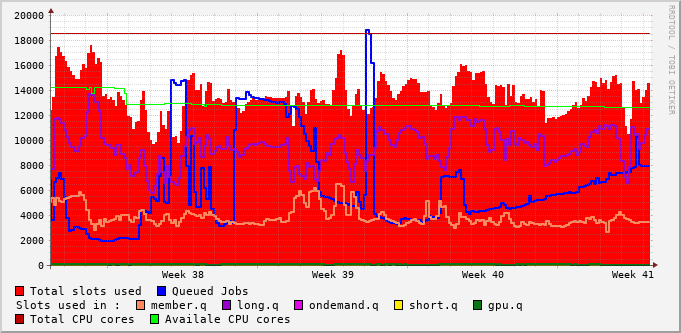 20000
18000
16000
14000
12000
10000
8000
6000
4000
2000
0
Week 38 Week 39 Week 40 Week 41
RRDTOOL / TOBI OETIKER
Total slots used Queued Jobs
Slots used in : member.q long.q ondemand.q short.q gpu.q
Total CPU cores Availale CPU cores